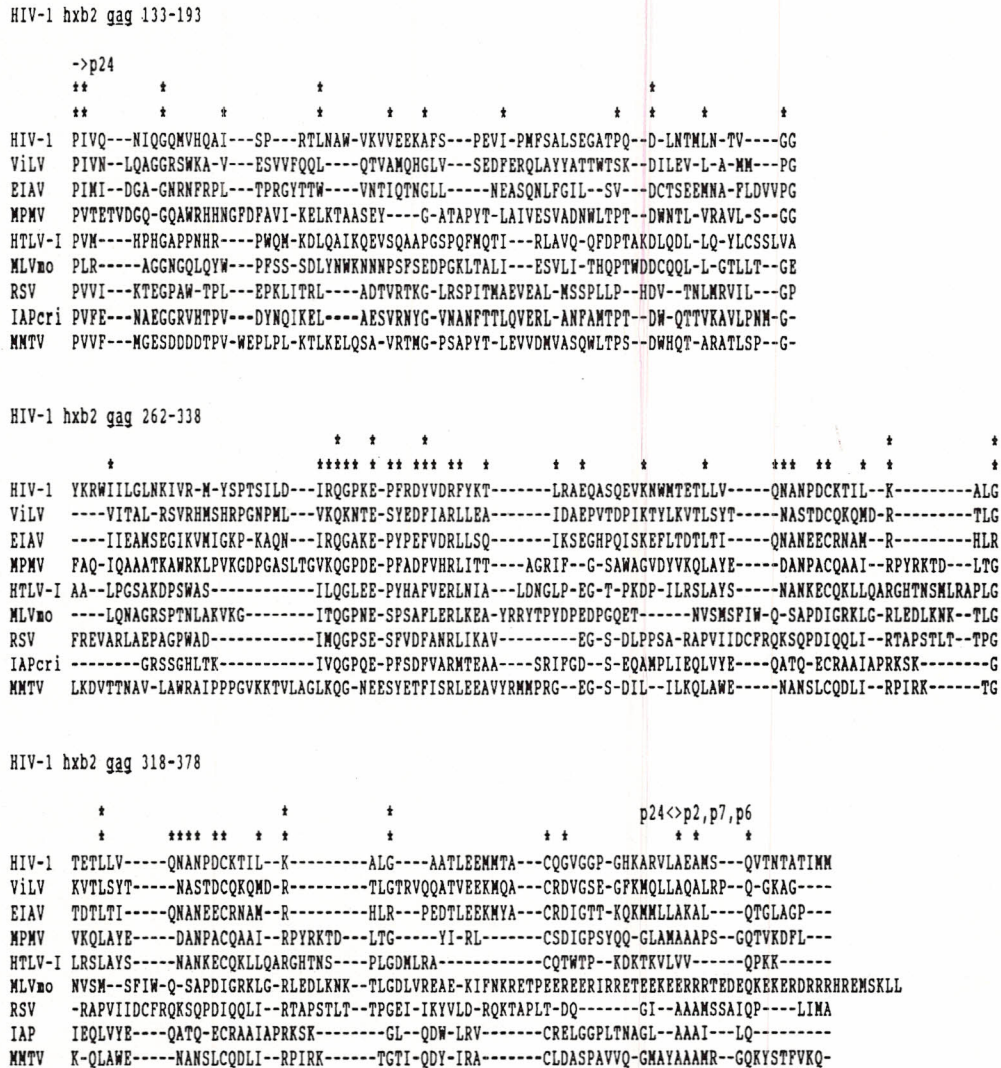 HIV-1 hxb2 gag 133-193
->p24
** * * *
** * * * * * * * * *
HIV-1 PIVQ---NIQGQMVHQAI--SP--RTLNAW-VKVVEEKAFS---PEVI-PMFSALSEGATPQ--D-LNTMLN-TV----GG
ViLV PIVN--LQAGGRSWKA-V--ESVVFQQL---QTVAMQHGLV---SEDFERQLAYYATTWTSK--DILEV-L-A-MM---PG
EIAV PIMI--DGA-GNRNFRPL--TPRGYTTW---VNTIQTNGLL----NEASQNLFGIL--SV---DCTSEEMNA-FLDVVPG
MPMV PVTETVDGQ-GQAWRHHNGFDFAVI-KELKTAASEY----G-ATAPYT-LAIVESVADNWLTPT--DWNTL-VRAVL-S--GG
HTLV-I PVM----HPHGAPPNHR----PWQM-KDLQAIKQEVSQAAPGSPQFMQTI---RLAVQ-QFDPTAKDLQDL-LQ-YLCSSLVA
MLVmo PLR-----AGGNGQLQYW---PFSS-SDLYNWKNNNPSFSEDPGKLTALI---ESVLI-THQPTWDDCQQL-L-GTLLT--GE
RSV PVVI---KTEGPAW-TPL---EPKLITRL----ADTVRTKG-LRSPITMAEVEAL-MSSPLLP--HDV--TNLMRVIL---GP
IAPcri PVFE---NAEGGRVHTPV---DYNQIKEL----AESVRNYG-VNANFTTLQVERL-ANFAMTPT--DW-QTTVKAVLPNM-G-
MMTV PVVF---MGESDDDDTPV-WEPLPL-KTLKELQSA-VRTMG-PSAPYT-LEVVDMVASQWLTPS--DWHQT-ARATLSP--G-
HIV-1 hxb2 gag 262-338
* * * * *
* ***** * ** *** ** * * * * * **** ** * * *
HIV-1 YKRWIILGLNKIVR-M-YSPTSILD---IRQGPKE-PFRDYVDRFYKT-------LRAEQASQEVKNWMTETLLV-----QNANPDCKTIL--K---------ALG
ViLV ----VITAL-RSVRHMSHRPGNPML---VKQKNTE-SYEDFIARLLEA-------IDAEPVTDPIKTYLKVTLSYT-----NASTDCQKQMD-R---------TLG
EIAV ----IIEAMSEGIKVMIGKP-KAQN---IRQGAKE-PYPEFVDRLLSQ-------IKSEGHPQISKEFLTDTLTI-----QNANEECRNAM--R---------HLR
MPMV FAQ-IQAAATKAWRKLPVKGDPGASLTGVKQGPDE-PFADFVHRLITT----AGRIF--G-SAWAGVDYVKQLAYE-----DANPACQAAI--RPYRKTD---LTG
HTLV-I AA--LPGSAKDPSWAS------------ILQGLEE-PYHAFVERLNIA--LDNGLP-EG-T-PKDP-ILRSLAYS-----NANKECQKLLQARGHTNSMLRAPLG
MLVmo ---LQNAGRSPTNLAKVKG---------ITQGPNE-SPSAFLERLKEA-YRRYTPYDPEDPGQET-----NVSMSFIW-Q-SAPDIGRKLG-RLEDLKNK--TLG
RSV FREVARLAEPAGPWAD------------IMQGPSE-SFVDFANRLIKAV---------EG-S-DLPPSA-RAPVIIDCFRQKSQPDIQQLI--RTAPSTLT--TPG
IAPcri --------GRSSGHLTK-----------IVQGPQE-PFSDFVARMTEAA---SRIFGD--S-EQAMPLIEQLVYE-----QATQ-ECRAAIAPRKSK--------G
MMTV LKDVTTNAV-LAWRAIPPPGVKKTVLAGLKQG-NEESYETFISRLEEAVYRMMPRG--EG-S-DIL--ILKQLAWE-----NANSLCQDLI--RPIRK------TG
HIV-1 hxb2 gag 318-378
* * * p24<>p2,p7,p6
* **** ** * * * * * * * *
HIV-1 TETLLV-----QNANPDCKTIL--K---------ALG----AATLEEMMTA---CQGVGGP-GHKARVLAEAMS--QVTNTATIMM
ViLV KVTLSYT-----NASTDCQKQMD-R---------TLGTRVQQATVEEKMQA---CRDVGSE-GFKMQLLAQALRP--Q-GKAG----
EIAV TDTLTI-----QNANEECRNAM--R---------HLR---PEDTLEEKMYA---CRDIGTT-KQKMMLLAKAL---QTGLAGP---
MPMV VKQLAYE-----DANPACQAAI--RPYRKTD---LTG-----YI-RL-------CSDIGPSYQQ-GLAMAAAPS--GQTVKDFL---
HTLV-I LRSLAYS-----NANKECQKLLQARGHTNS----PLGDMLRA------------CQTWTP--KDKTKVLVV-----QPKK------
MLVmo NVSM--SFIW-Q-SAPDIGRKLG-RLEDLKNK--TLGDLVREAE-KIFNKRETPEEREERIRRETEEKEERRRTEDEQKEKERDRRRHREMSKLL
RSV -RAPVIIDCFRQKSQPDIQQLI--RTAPSTLT--TPGEI-IKYVLD-RQKTAPLT-DQ-------GI--AAAMSSAIQP----LIMA
IAP IEQLVYE-----QATQ-ECRAAIAPRKSK-------GL--QDW-LRV-------CRELGGPLTNAGL--AAAI---LQ--
MMTV K-QLAWE-----NANSLCQDLI--RPIRK------TGTI-QDY-IRA-------CLDASPAVVQ-GMAYAAAMR--GQKYSTFVKQ-